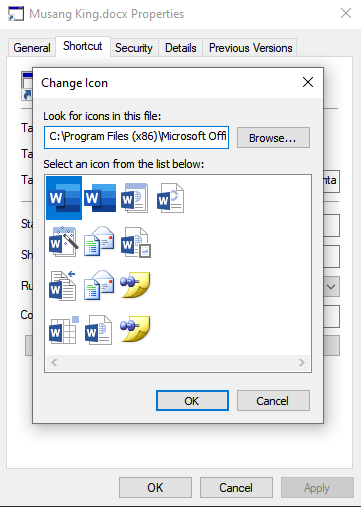 Musang King.docx Properties
General
Shortcut
Security
Details
Previous Versions
Change Icon
Look for icons in this file:
C:\Program Files (x86)\Microsoft Offi
Browse...
Select an icon from the list below:
OK
Cancel
Ta
Ta
Ta
nta
Sta
Sh
Ru
Co
OK
Cancel
Apply